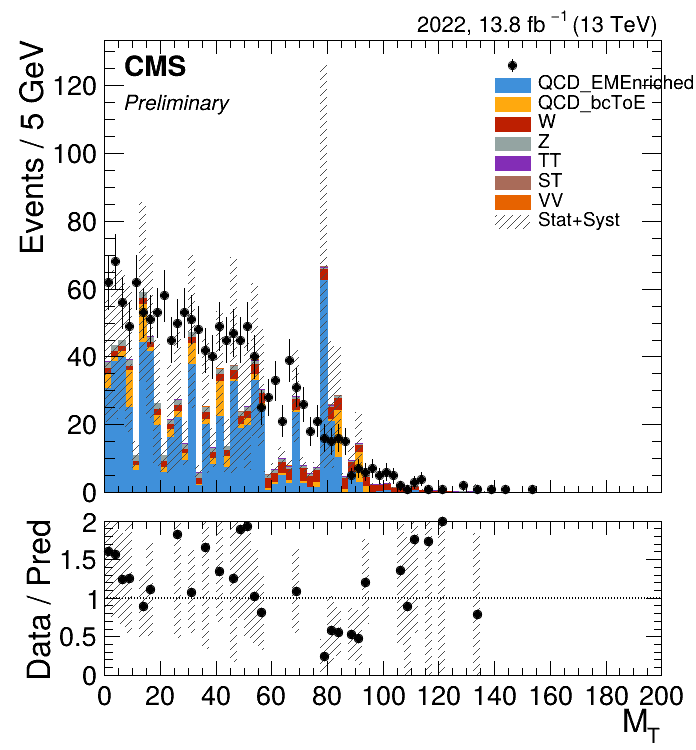 2022, 13.8 fb⁻¹ (13 TeV)
Events / 5 GeV
CMS
Preliminary
QCD_EMEnriched
QCD_bcToE
W
Z
TT
ST
VV
Stat+Syst
120
100
80
60
40
20
0
Data / Pred
2
1.5
1
0.5
0
0 20 40 60 80 100 120 140 160 180 200
M_T